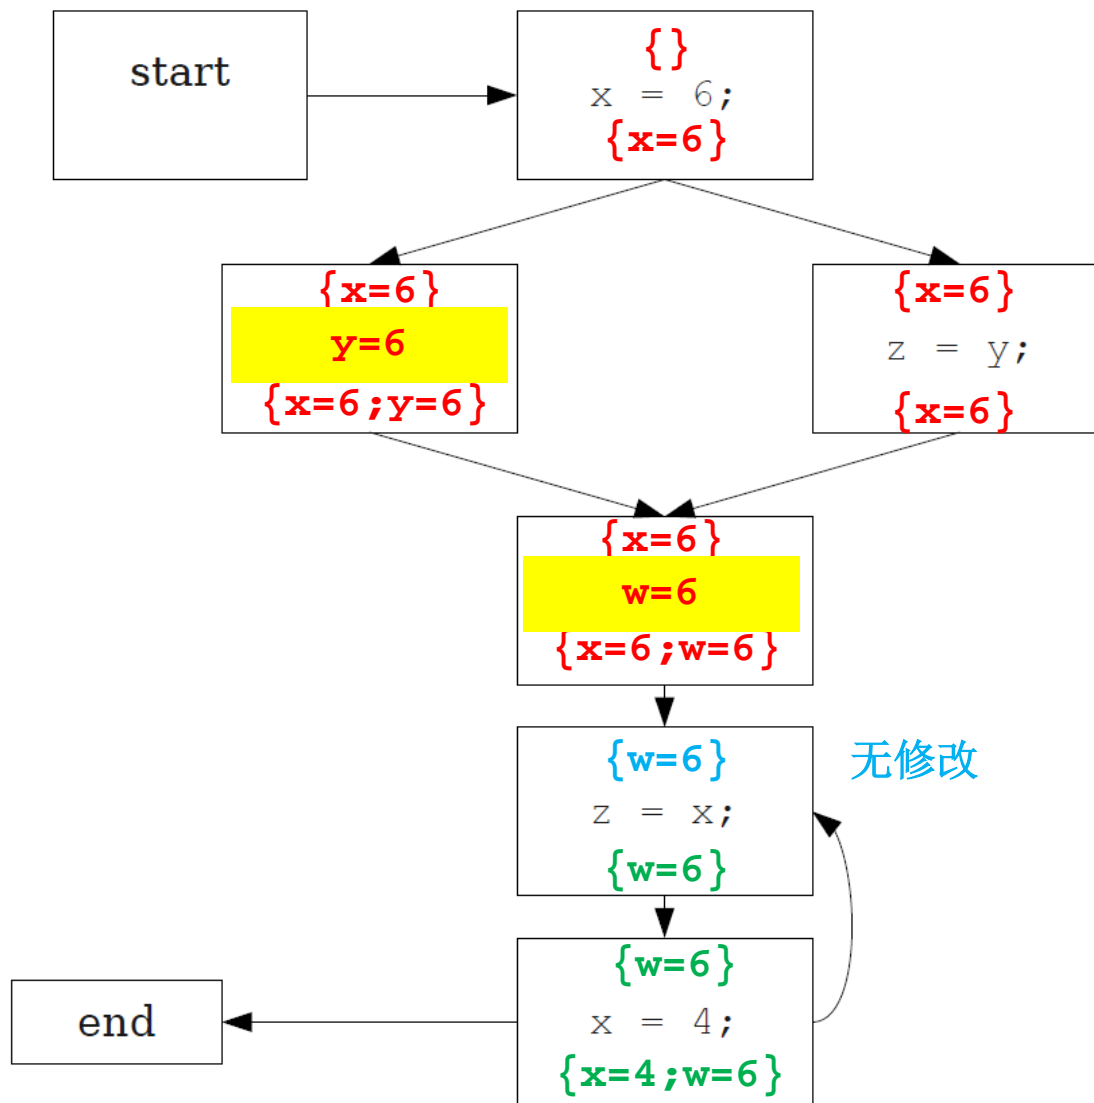 start
{}
x = 6;
{x=6}
{x=6}
y=6
{x=6;y=6}
{x=6}
z = y;
{x=6}
{x=6}
w=6
{x=6;w=6}
{w=6}
z = x;
{w=6}
无修改
{w=6}
x = 4;
{x=4;w=6}
end